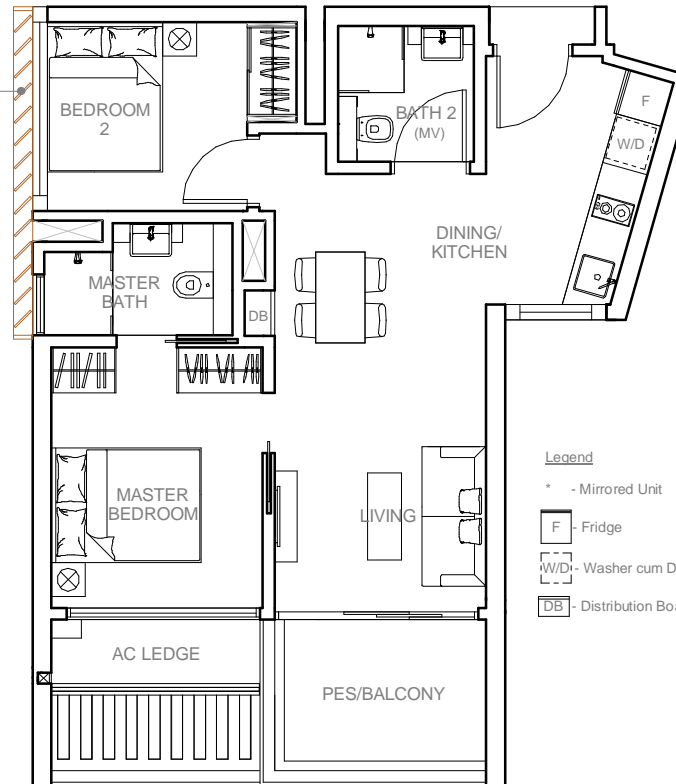 BEDROOM
2
BATH 2
(MV)
F
W/D
DINING/
KITCHEN
MASTER
BATH
DB
MASTER
BEDROOM
LIVING
AC LEDGE
PES/BALCONY
Legend
* - Mirrored Unit
F - Fridge
W/D - Washer cum D
DB - Distribution Boa